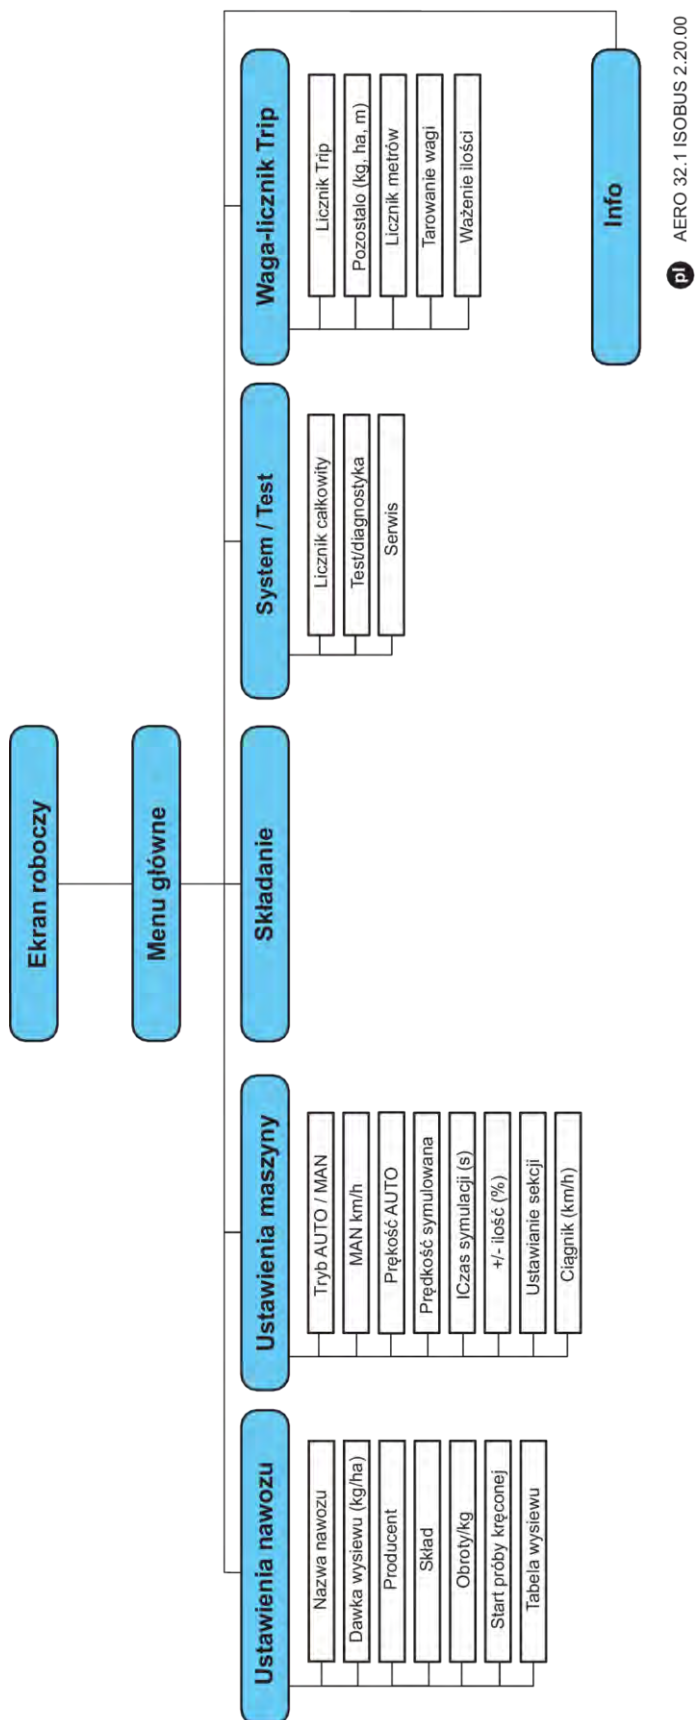 Ekran roboczy
Menu główne
Ustawienia nawozu
Nazwa nawozu
Dawka wysiewu (kg/ha)
Producent
Skład
Obroty/kg
Start próby kręconej
Tabela wysiewu
Ustawienia maszyny
Tryb AUTO / MAN
MAN km/h
Prękość AUTO
Prędkość symulowana
ICzas symulacji (s)
+/- ilość (%)
Ustawianie sekcji
Ciągnik (km/h)
Składanie
System / Test
Licznik całkowity
Test/diagnostyka
Serwis
Waga-licznik Trip
Licznik Trip
Pozostalo (kg, ha, m)
Licznik metrów
Tarowanie wagi
Ważenie ilości
Info
pl AERO 32.1 ISOBUS 2.20.00